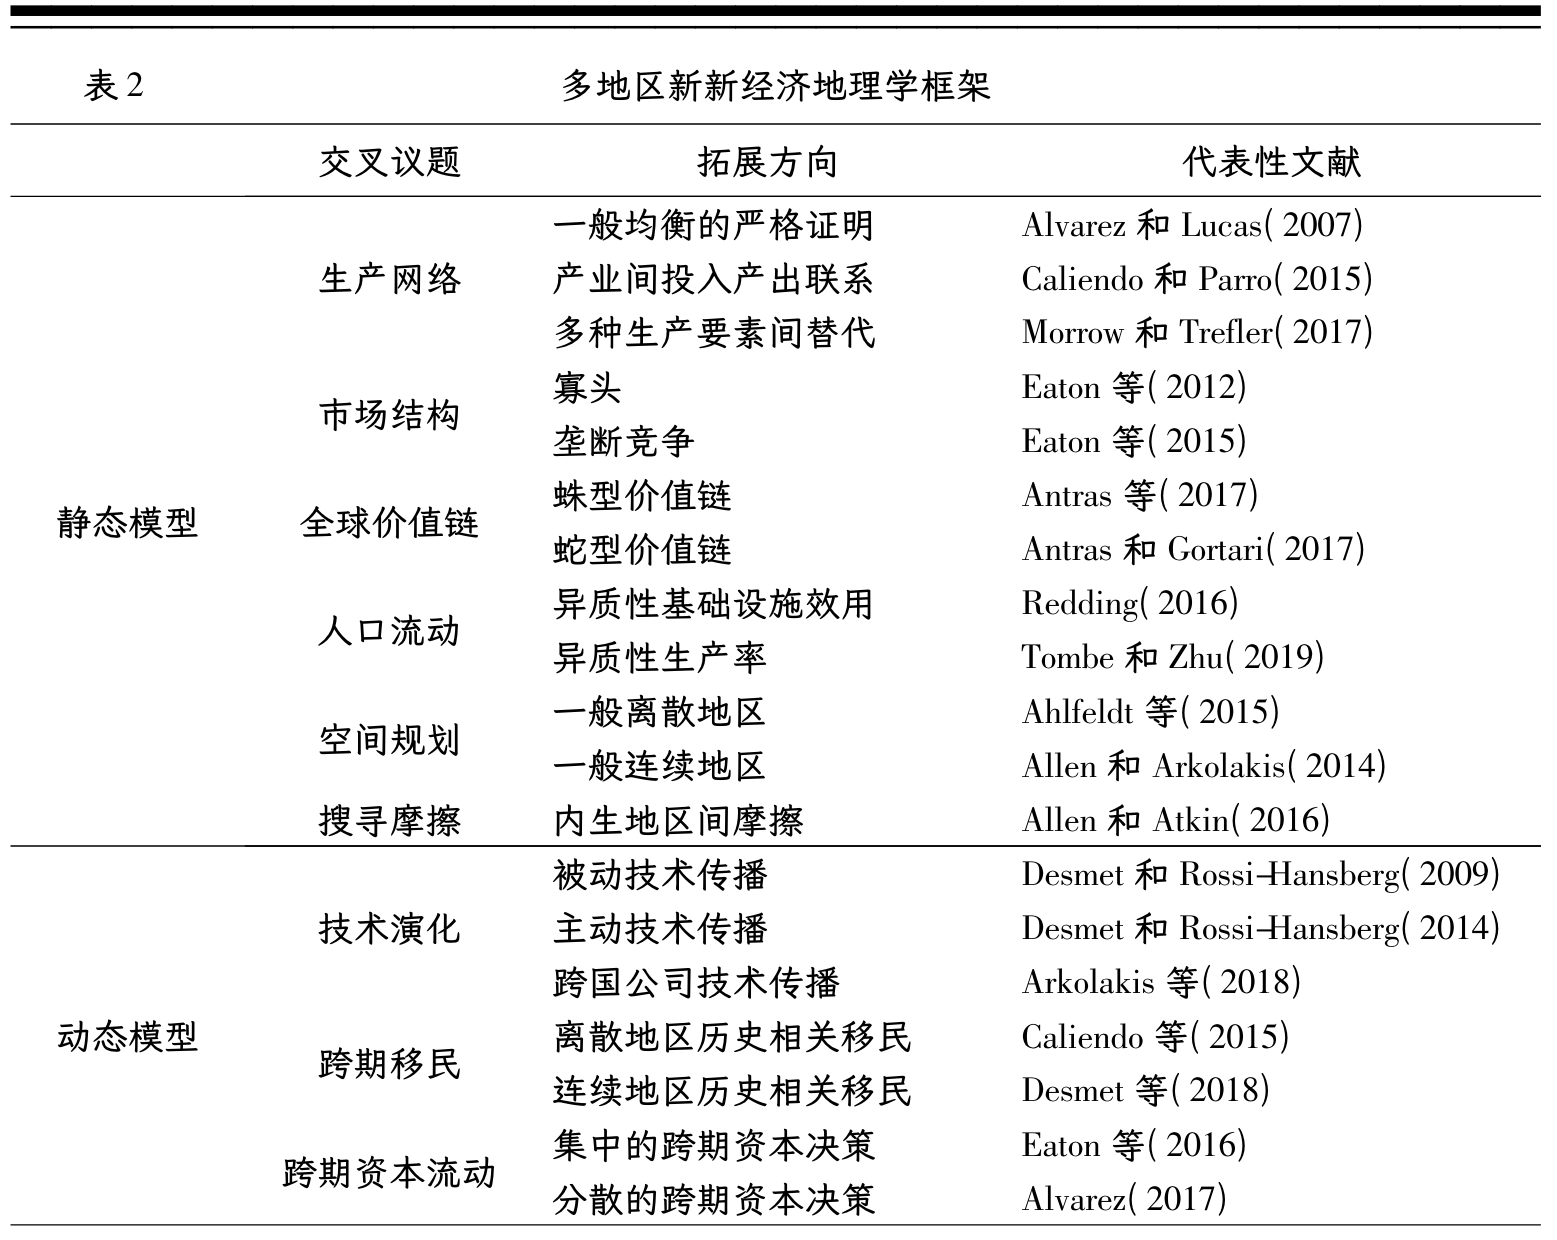 表 2 多地区新新经济地理学框架
交叉议题 拓展方向 代表性文献
一般均衡的严格证明 Alvarez 和 Lucas( 2007)
生产网络 产业间投入产出联系 Caliendo 和 Parro( 2015)
多种生产要素间替代 Morrow 和 Trefler( 2017)
寡头 Eaton 等( 2012)
市场结构
垄断竞争 Eaton 等( 2015)
蛛型价值链 Antras 等( 2017)
静态模型 全球价值链
蛇型价值链 Antras 和 Gortari( 2017)
异质性基础设施效用 Redding( 2016)
人口流动
异质性生产率 Tombe 和 Zhu( 2019)
一般离散地区 Ahlfeldt 等( 2015)
空间规划
一般连续地区 Allen 和 Arkolakis( 2014)
搜寻摩擦 内生地区间摩擦 Allen 和 Atkin( 2016)
被动技术传播 Desmet 和 Rossi-Hansberg( 2009)
技术演化 主动技术传播 Desmet 和 Rossi-Hansberg( 2014)
跨国公司技术传播 Arkolakis 等( 2018)
动态模型 离散地区历史相关移民 Caliendo 等( 2015)
跨期移民
连续地区历史相关移民 Desmet 等( 2018)
集中的跨期资本决策 Eaton 等( 2016)
跨期资本流动
分散的跨期资本决策 Alvarez( 2017)